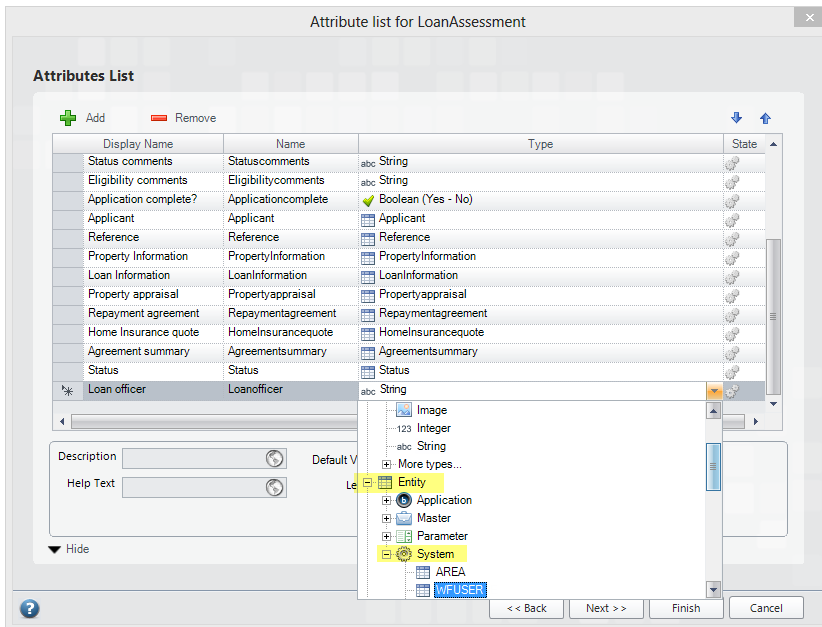 Attribute list for LoanAssessment
Attributes List
Add Remove
Display Name Name Type State
Status comments Statuscomments abc String
Eligibility comments Eligibilitycomments abc String
Application complete? Applicationcomplete Boolean (Yes - No)
Applicant Applicant Applicant
Reference Reference Reference
Property Information PropertyInformation PropertyInformation
Loan Information LoanInformation LoanInformation
Property appraisal Propertyappraisal Propertyappraisal
Repayment agreement Repaymentagreement Repaymentagreement
Home Insurance quote HomeInsurancequote HomeInsurancequote
Agreement summary Agreementsummary Agreementsummary
Status Status Status
Loan officer Loanofficer abc String
Image
123 Integer
abc String
More types...
Entity
b Application
Master
Parameter
System
AREA
WFUSER
Description Default V
Help Text Le
Hide
? << Back Next >> Finish Cancel